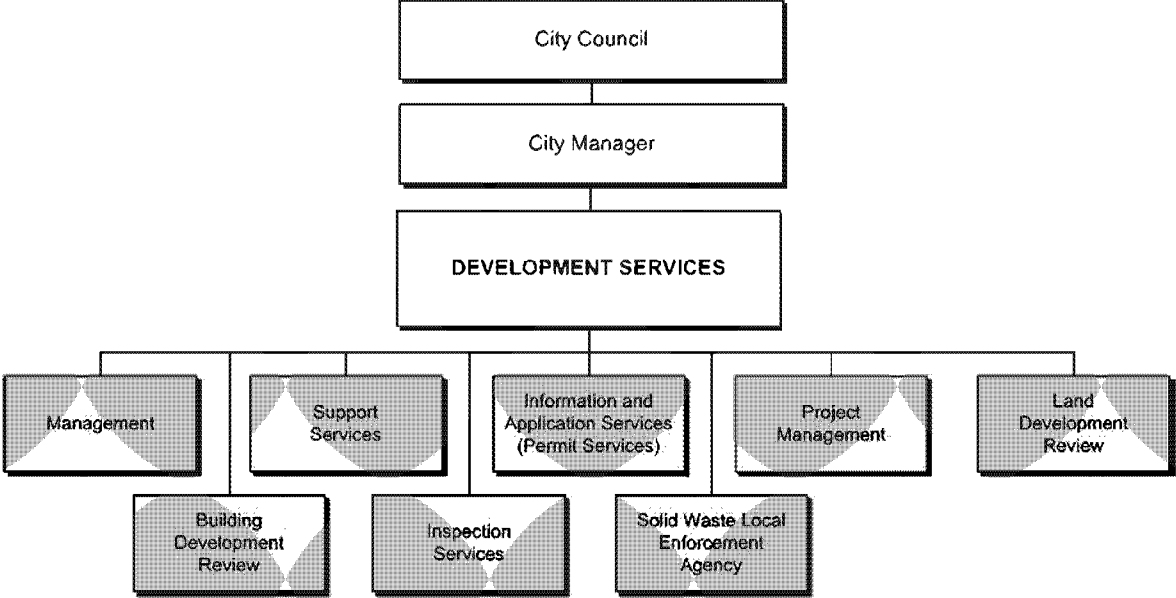 City Council
City Manager
DEVELOPMENT SERVICES
Management
Support
Services
Information and
Application Services
(Permit Services)
Project
Management
Land
Development
Review
Building
Development
Review
Inspection
Services
Solid Waste Local
Enforcement
Agency